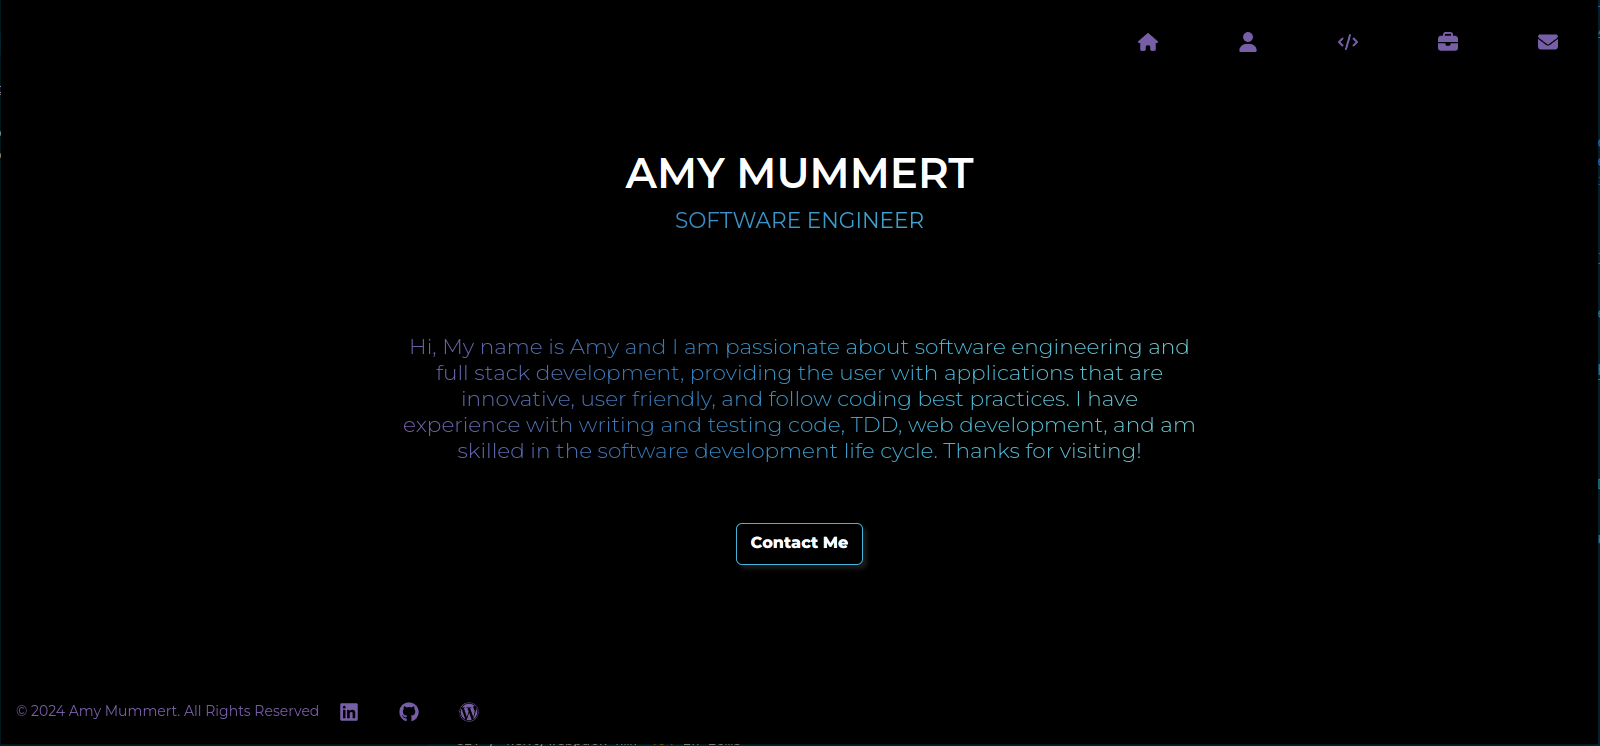 AMY MUMMERT
SOFTWARE ENGINEER
Hi, My name is Amy and I am passionate about software engineering and
full stack development, providing the user with applications that are
innovative, user friendly, and follow coding best practices. I have
experience with writing and testing code, TDD, web development, and am
skilled in the software development life cycle. Thanks for visiting!
Contact Me
© 2024 Amy Mummert. All Rights Reserved